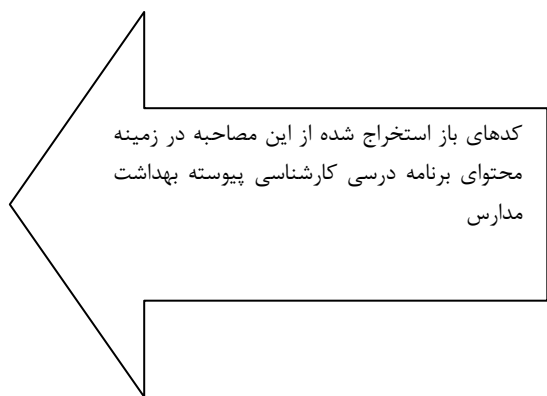 کدهای باز استخراج شده از این مصاحبه در زمینه
محتوای برنامه درسی کارشناسی پیوسته بهداشت
مدارس